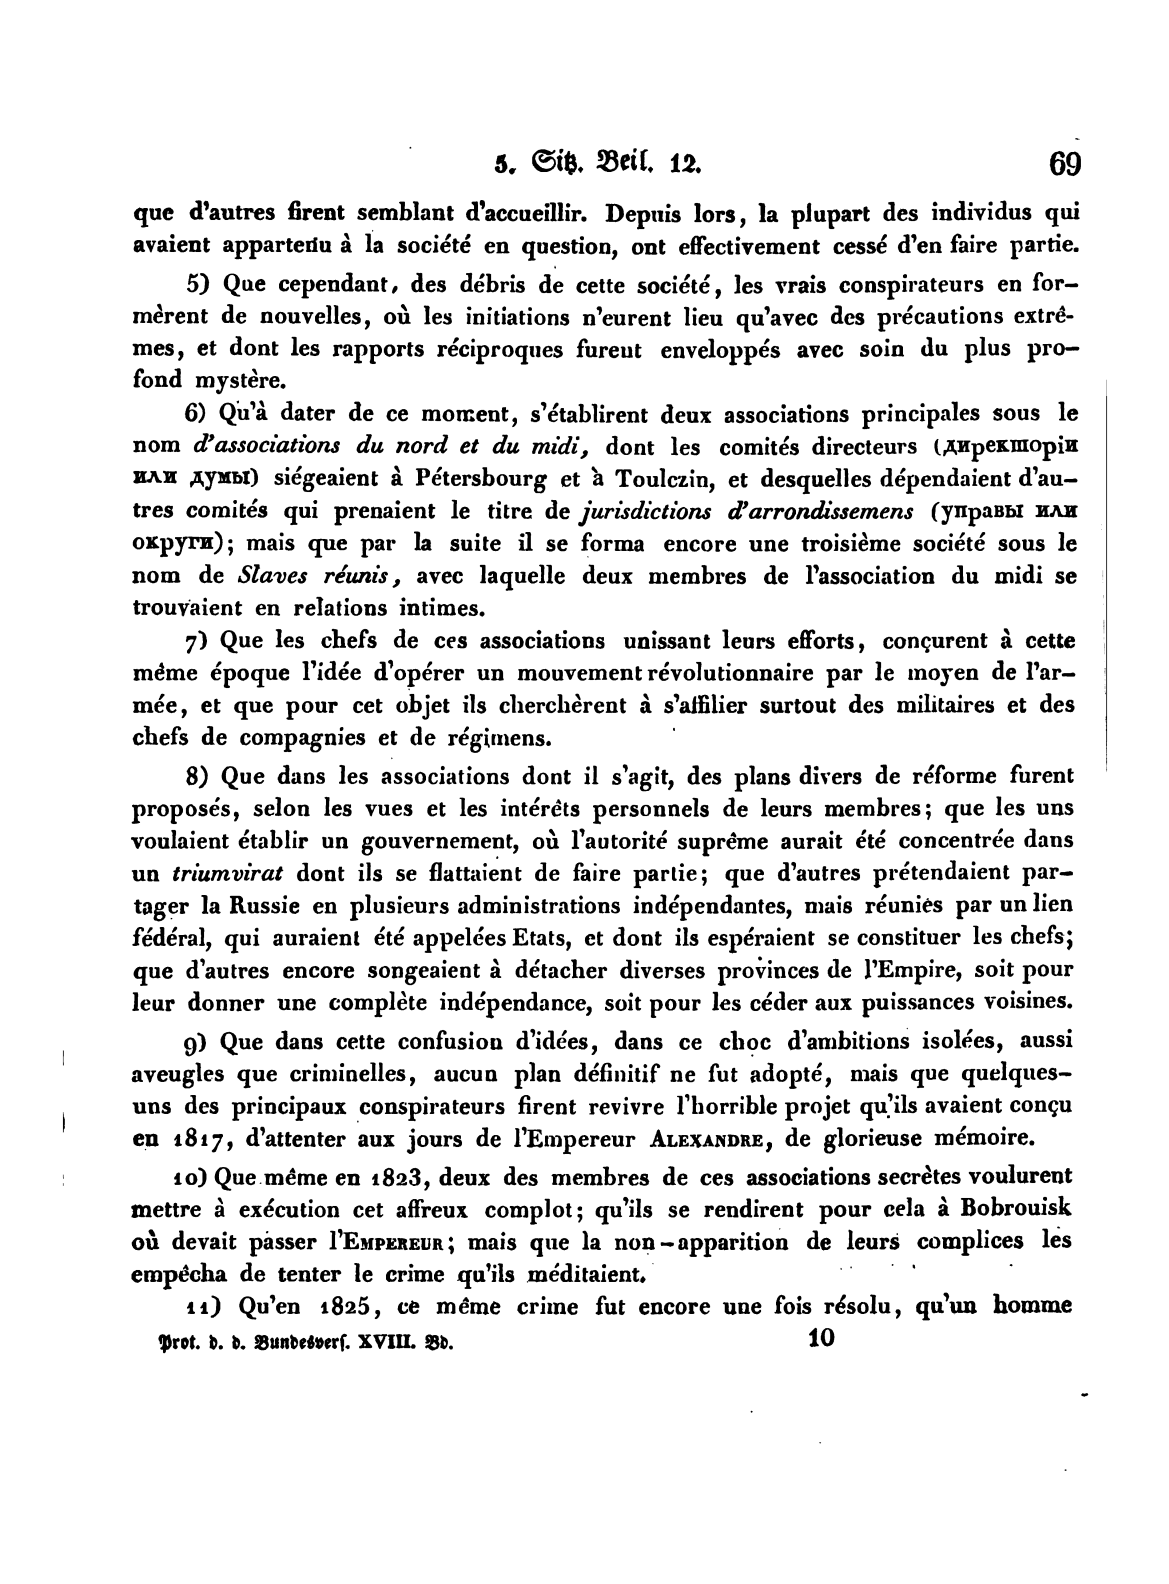 5. Sitz. Beil. 12. 69
que d'autres firent semblant d'accueillir. Depuis lors, la plupart des individus qui
avaient appartenu à la société en question, ont effectivement cessé d'en faire partie.
5) Que cependant, des débris de cette société, les vrais conspirateurs en for-
mèrent de nouvelles, où les initiations n'eurent lieu qu'avec des précautions extrê-
mes, et dont les rapports réciproques furent enveloppés avec soin du plus pro-
fond mystère.
6) Qu'à dater de ce moment, s'établirent deux associations principales sous le
nom d'associations du nord et du midi, dont les comités directeurs (директоріи
или думы) siégeaient à Pétersbourg et à Toulczin, et desquelles dépendaient d'au-
tres comités qui prenaient le titre de jurisdictions d'arrondissemens (управы или
округи); mais que par la suite il se forma encore une troisième société sous le
nom de Slaves réunis, avec laquelle deux membres de l'association du midi se
trouvaient en relations intimes.
7) Que les chefs de ces associations unissant leurs efforts, conçurent à cette
même époque l'idée d'opérer un mouvement révolutionnaire par le moyen de l'ar-
mée, et que pour cet objet ils cherchèrent à s'affilier surtout des militaires et des
chefs de compagnies et de régimens.
8) Que dans les associations dont il s'agit, des plans divers de réforme furent
proposés, selon les vues et les intérêts personnels de leurs membres; que les uns
voulaient établir un gouvernement, où l'autorité suprême aurait été concentrée dans
un triumvirat dont ils se flattaient de faire partie; que d'autres prétendaient par-
tager la Russie en plusieurs administrations indépendantes, mais réunies par un lien
fédéral, qui auraient été appelées Etats, et dont ils espéraient se constituer les chefs;
que d'autres encore songeaient à détacher diverses provinces de l'Empire, soit pour
leur donner une complète indépendance, soit pour les céder aux puissances voisines.
9) Que dans cette confusion d'idées, dans ce choc d'ambitions isolées, aussi
aveugles que criminelles, aucun plan définitif ne fut adopté, mais que quelques-
uns des principaux conspirateurs firent revivre l'horrible projet qu'ils avaient conçu
en 1817, d'attenter aux jours de l'Empereur ALEXANDRE, de glorieuse mémoire.
10) Que même en 1823, deux des membres de ces associations secrètes voulurent
mettre à exécution cet affreux complot; qu'ils se rendirent pour cela à Bobrouisk
où devait passer l'EMPEREUR; mais que la non-apparition de leurs complices les
empêcha de tenter le crime qu'ils méditaient.
11) Qu'en 1825, ce même crime fut encore une fois résolu, qu'un homme
Prot. d. d. Bundesvers. XVIII. Bd. 10